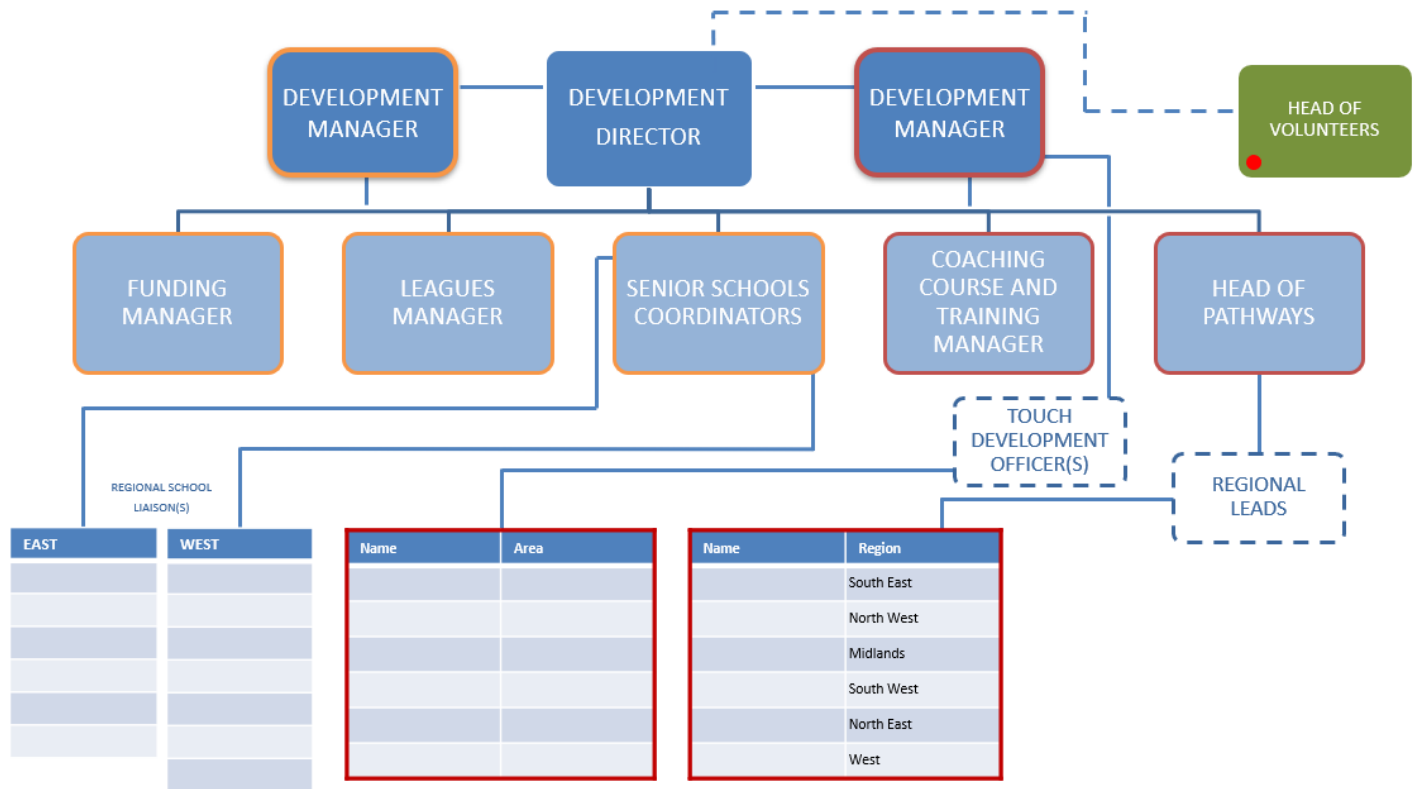 DEVELOPMENT
MANAGER
DEVELOPMENT
DIRECTOR
DEVELOPMENT
MANAGER
HEAD OF
VOLUNTEERS
FUNDING
MANAGER
LEAGUES
MANAGER
SENIOR SCHOOLS
COORDINATORS
COACHING
COURSE AND
TRAINING
MANAGER
HEAD OF
PATHWAYS
TOUCH
DEVELOPMENT
OFFICER(S)
REGIONAL
LEADS
REGIONAL SCHOOL
LIAISON(S)
EAST
WEST
Name Area
Name Region
South East
North West
Midlands
South West
North East
West